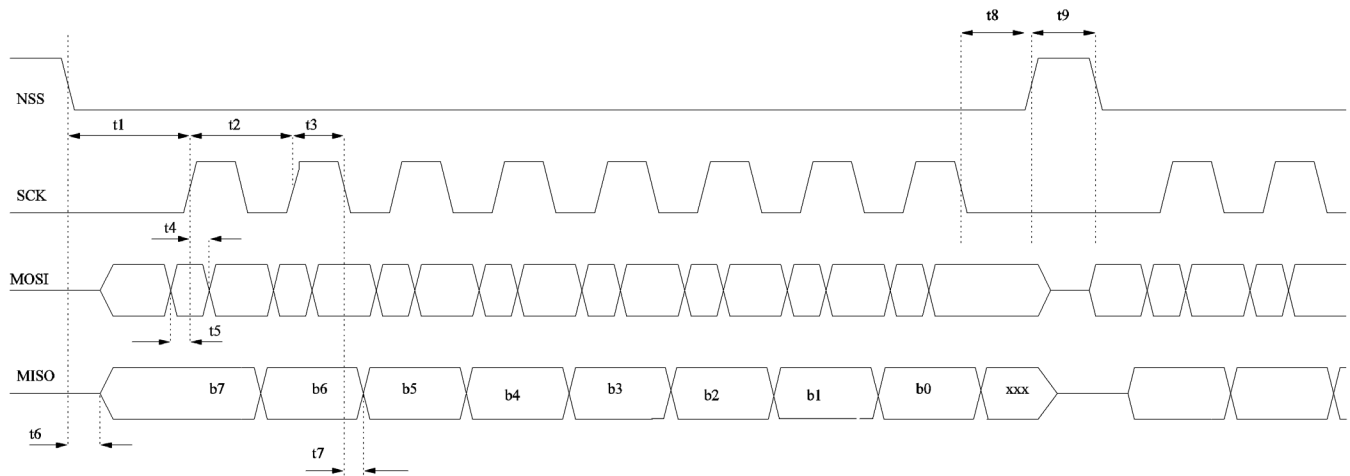 t8 t9
NSS
t1 t2 t3
SCK
t4
MOSI
t5
MISO b7 b6 b5 b4 b3 b2 b1 b0 xxx
t6
t7